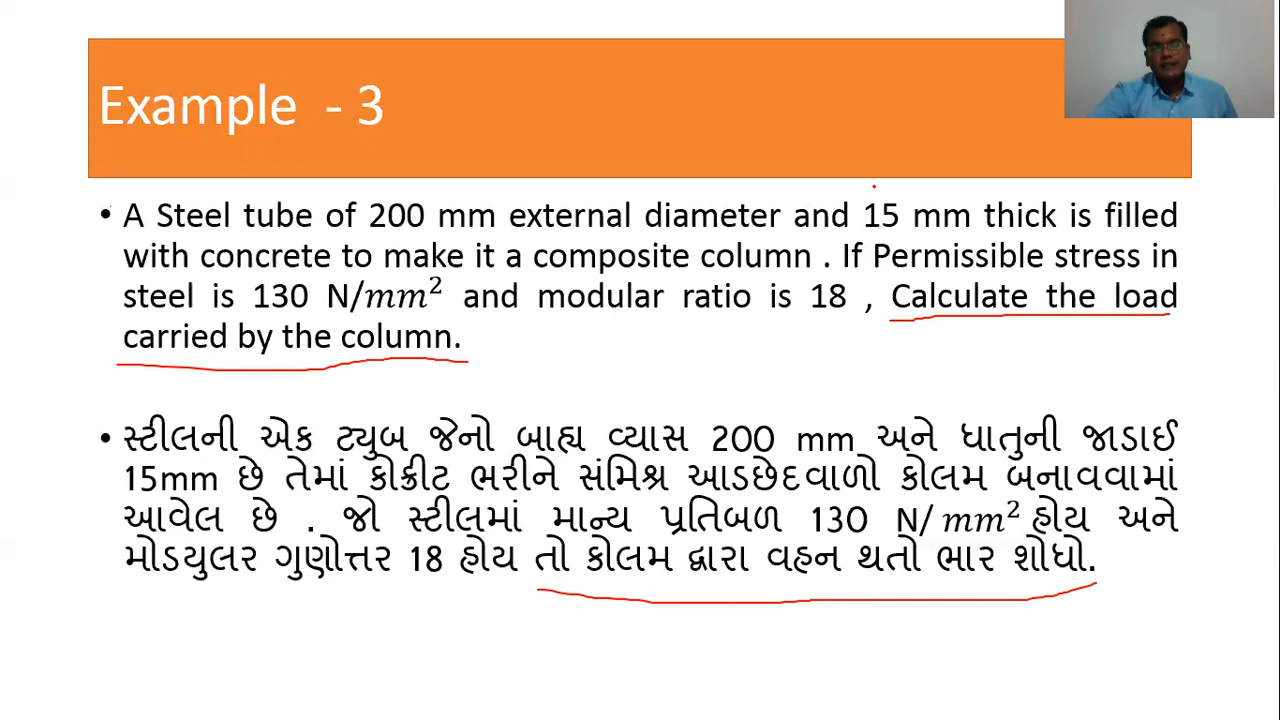 Example - 3
• A Steel tube of 200 mm external diameter and 15 mm thick is filled
with concrete to make it a composite column . If Permissible stress in
steel is 130 N/𝑚𝑚² and modular ratio is 18 , Calculate the load
carried by the column.
• સ્ટીલની એક ટ્યુબ જેનો બાહ્ય વ્યાસ 200 mm અને ધાતુની જાડાઈ
15mm છે તેમાં કોક્રીટ ભરીને સંમિશ્ર આડછેદવાળો કોલમ બનાવવામાં
આવેલ છે . જો સ્ટીલમાં માન્ય પ્રતિબળ 130 N/ 𝑚𝑚² હોય અને
મોડયુલર ગુણોત્તર 18 હોય તો કોલમ દ્વારા વહન થતો ભાર શોધો.